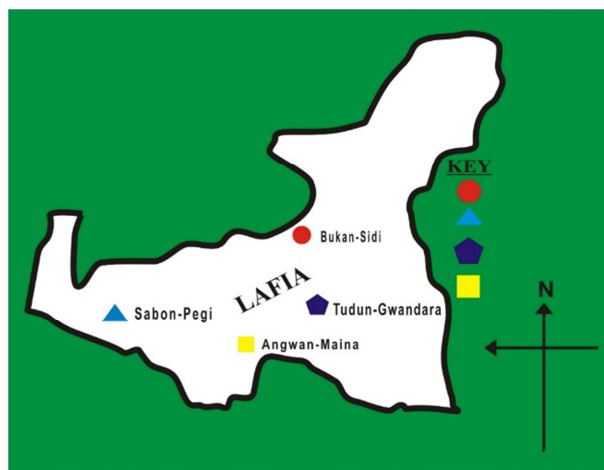 KEY
Bukan-Sidi
LAFIA
Sabon-Pegi
Tudun-Gwandara
Angwan-Maina
N